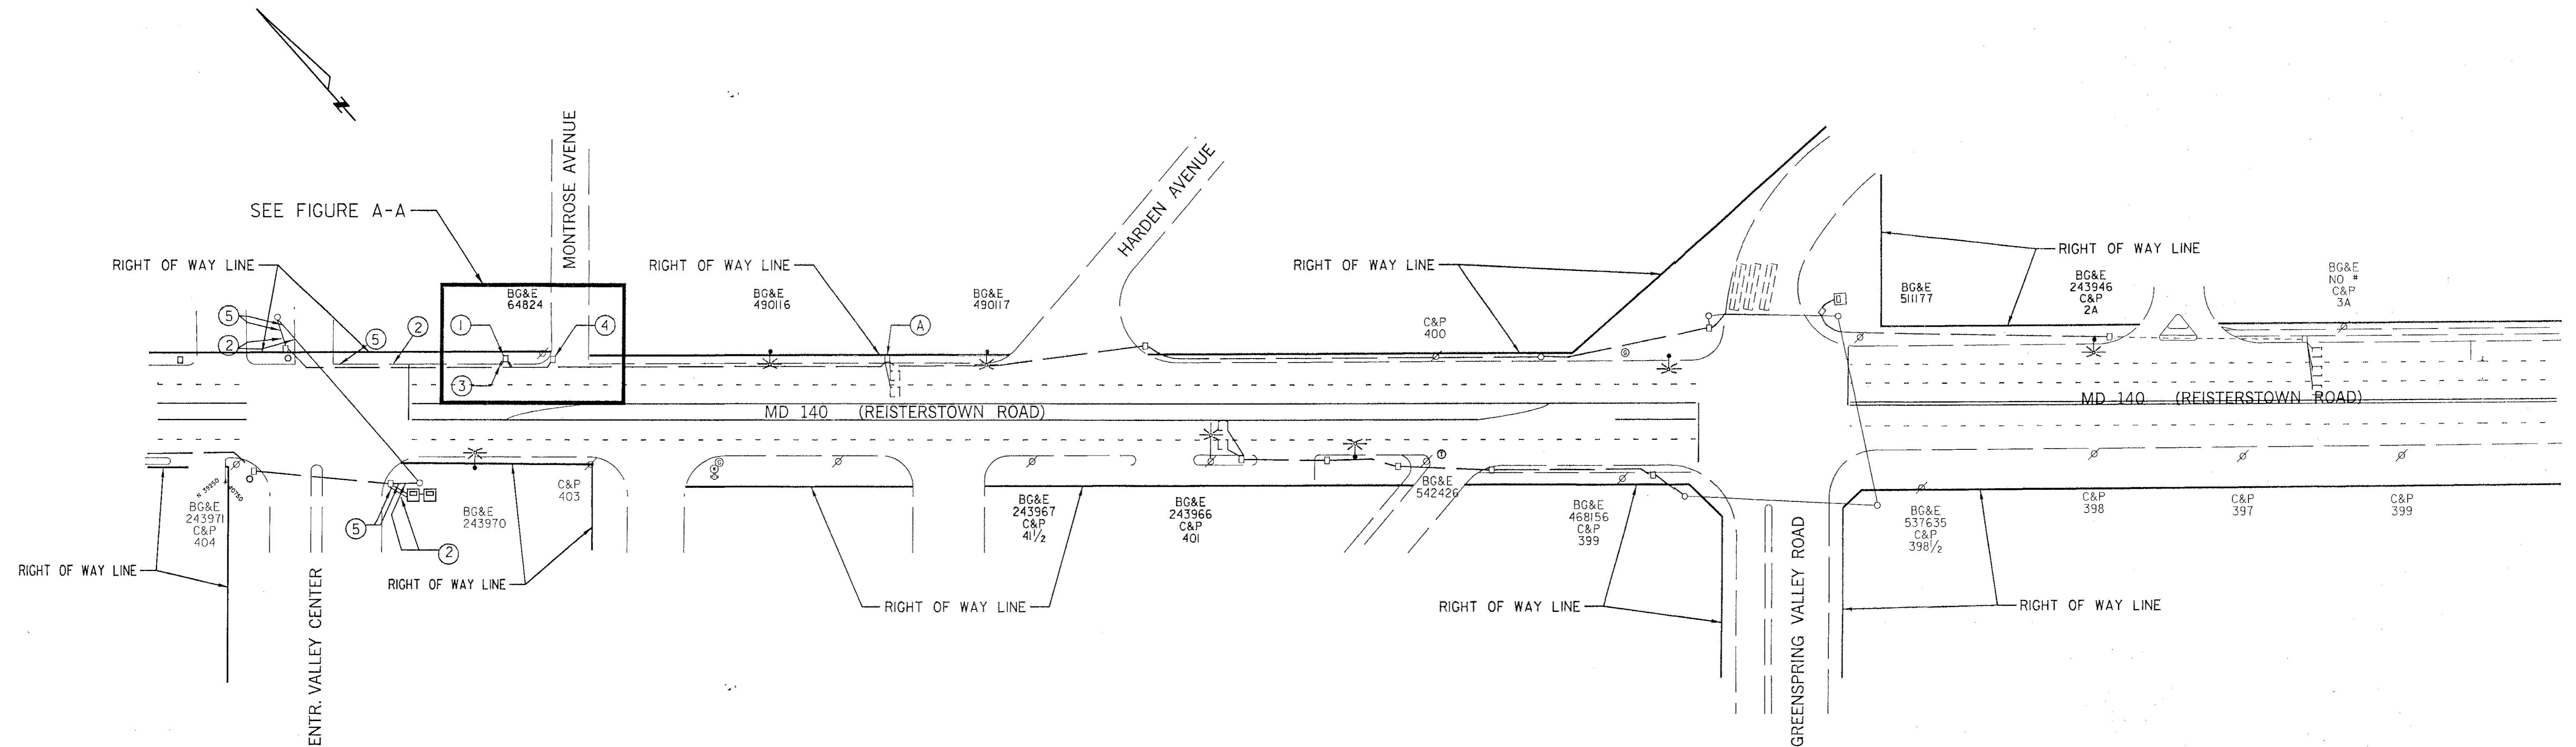 MONTROSE AVENUE
HARDEN AVENUE
SEE FIGURE A-A
RIGHT OF WAY LINE
RIGHT OF WAY LINE
RIGHT OF WAY LINE
RIGHT OF WAY LINE
BG&E
64824
BG&E
490116
BG&E
490117
C&P
400
BG&E
511177
BG&E
243946
C&P
2A
BG&E
NO #
C&P
3A
5
2
5
2
1
3
4
A
G
MD 140 (REISTERSTOWN ROAD)
MD 140 (REISTERSTOWN ROAD)
G
T
N 39250
BG&E
243971
C&P
404
5
2
BG&E
243970
C&P
403
BG&E
243967
C&P
41 1/2
BG&E
243966
C&P
401
BG&E
542426
BG&E
468156
C&P
399
BG&E
537635
C&P
398 1/2
C&P
398
C&P
397
C&P
399
RIGHT OF WAY LINE
RIGHT OF WAY LINE
RIGHT OF WAY LINE
RIGHT OF WAY LINE
RIGHT OF WAY LINE
ENTR. VALLEY CENTER
GREENSPRING VALLEY ROAD